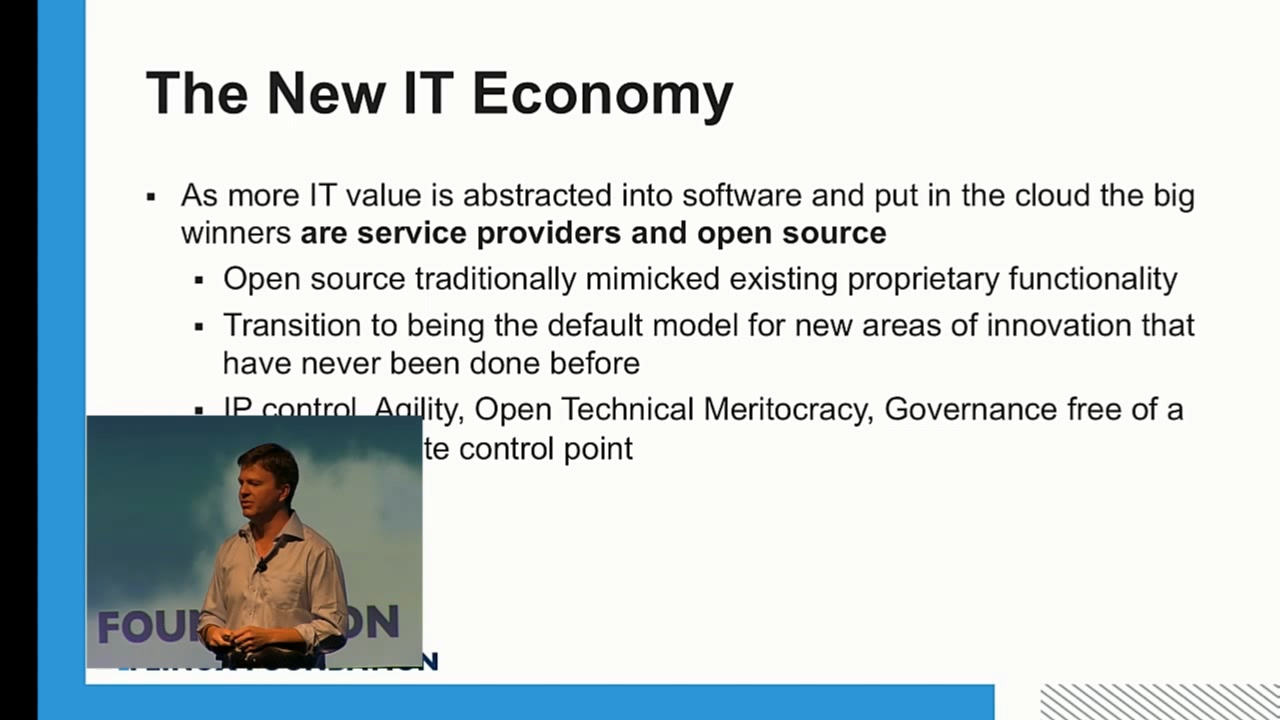 The New IT Economy
▪ As more IT value is abstracted into software and put in the cloud the big
winners are service providers and open source
▪ Open source traditionally mimicked existing proprietary functionality
▪ Transition to being the default model for new areas of innovation that
have never been done before
▪ IP control, Agility, Open Technical Meritocracy, Governance free of a
te control point
FOUN ON
LINUX FOUNDATION